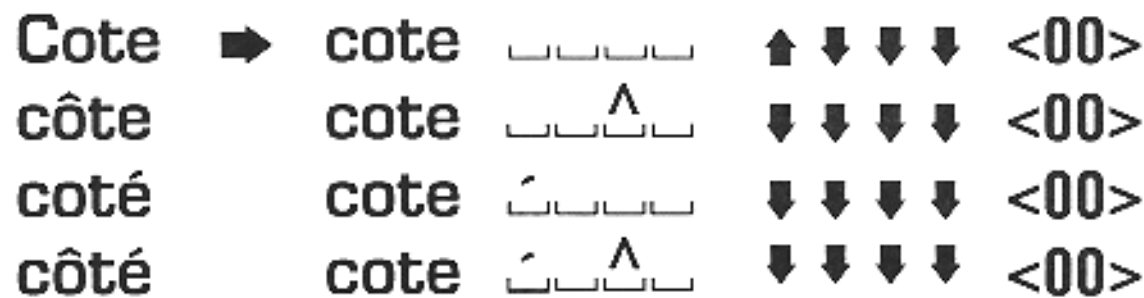 Cote ➡ cote ␣␣␣␣ ⬆⬇⬇⬇ <00>
côte cote ␣␣^␣ ⬇⬇⬇⬇ <00>
coté cote ´␣␣␣ ⬇⬇⬇⬇ <00>
côté cote ´␣^␣ ⬇⬇⬇⬇ <00>